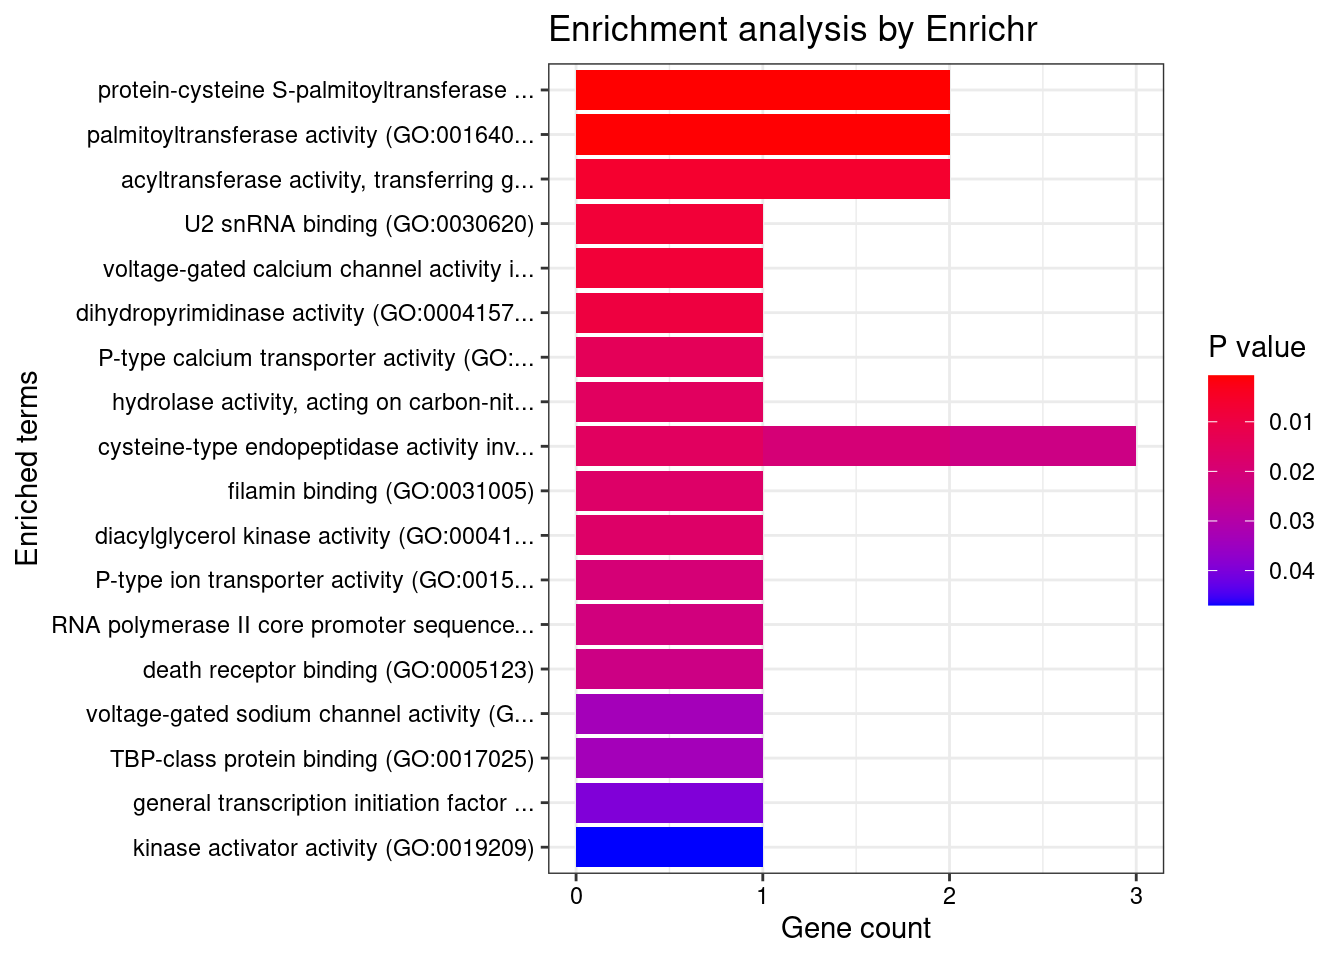 Enrichment analysis by Enrichr
protein-cysteine S-palmitoyltransferase ...
palmitoyltransferase activity (GO:001640...
acyltransferase activity, transferring g...
U2 snRNA binding (GO:0030620)
voltage-gated calcium channel activity i...
dihydropyrimidinase activity (GO:0004157...
P-type calcium transporter activity (GO:...
hydrolase activity, acting on carbon-nit...
cysteine-type endopeptidase activity inv...
filamin binding (GO:0031005)
diacylglycerol kinase activity (GO:00041...
P-type ion transporter activity (GO:0015...
RNA polymerase II core promoter sequence...
death receptor binding (GO:0005123)
voltage-gated sodium channel activity (G...
TBP-class protein binding (GO:0017025)
general transcription initiation factor ...
kinase activator activity (GO:0019209)
Enriched terms
0 1 2 3
Gene count
P value
0.01
0.02
0.03
0.04